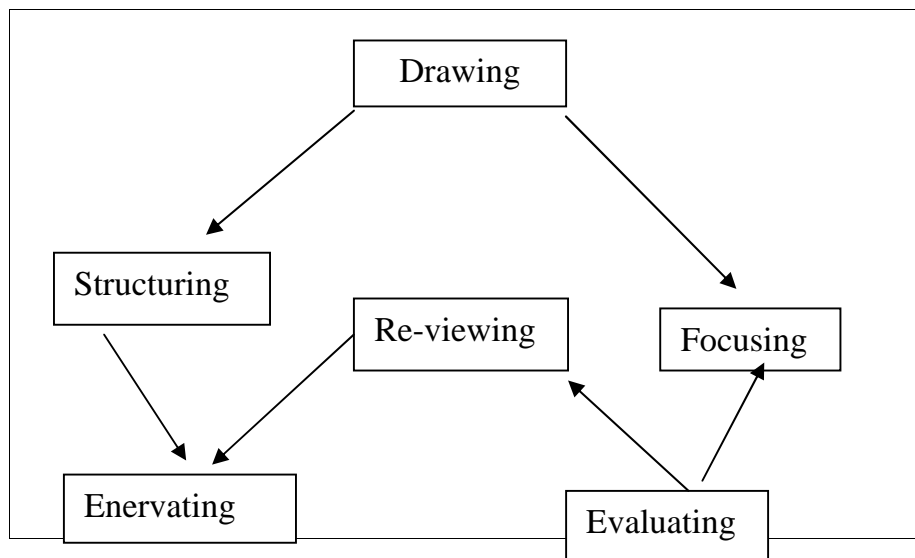 Drawing
Structuring
Re-viewing
Focusing
Enervating
Evaluating